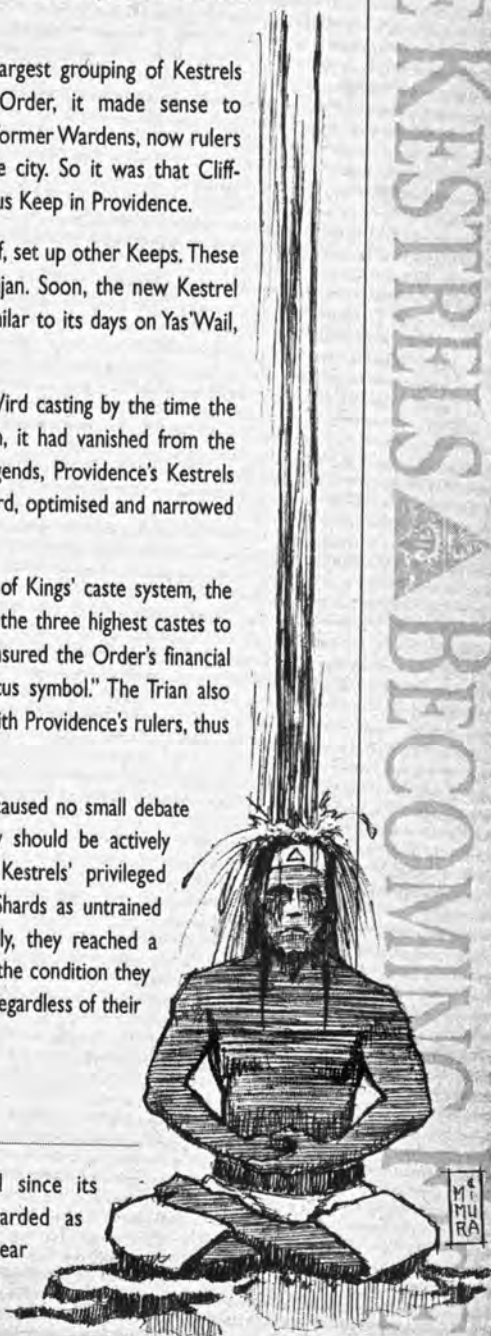 argest grouping of Kestrels
Order, it made sense to
ormer Wardens, now rulers
e city. So it was that Cliff-
us Keep in Providence.
f, set up other Keeps. These
jan. Soon, the new Kestrel
nilar to its days on Yas'Wail,
Vird casting by the time the
n, it had vanished from the
gends, Providence's Kestrels
rd, optimised and narrowed
of Kings' caste system, the
the three highest castes to
nsured the Order's financial
tus symbol." The Trian also
ith Providence's rulers, thus
caused no small debate
y should be actively
Kestrels' privileged
Shards as untrained
ly, they reached a
the condition they
egardless of their
l since its
arded as
ear
KESTRELS
BECOMING
MIMURA